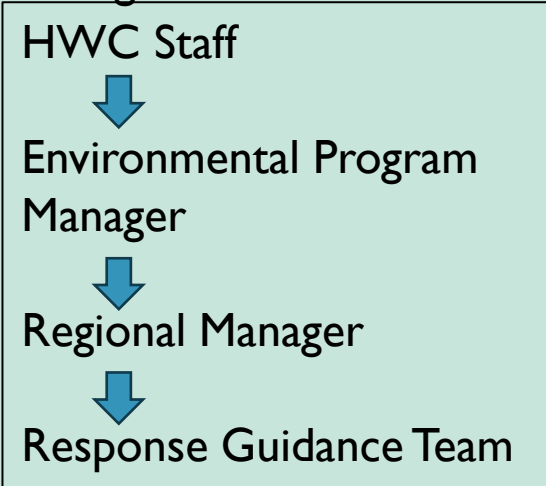 HWC Staff
Environmental Program
Manager
Regional Manager
Response Guidance Team